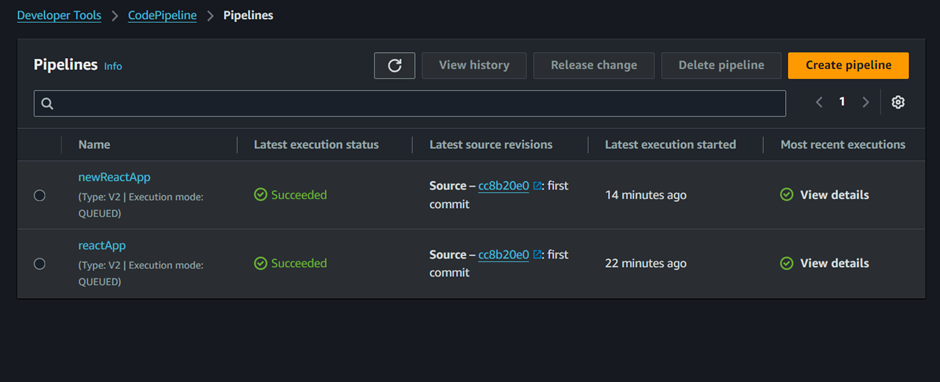 Developer Tools > CodePipeline > Pipelines
Pipelines Info
View history
Release change
Delete pipeline
Create pipeline
< 1 >
Name
Latest execution status
Latest source revisions
Latest execution started
Most recent executions
newReactApp
(Type: V2 | Execution mode:
QUEUED)
Succeeded
Source – cc8b20e0: first
commit
14 minutes ago
View details
reactApp
(Type: V2 | Execution mode:
QUEUED)
Succeeded
Source – cc8b20e0: first
commit
22 minutes ago
View details